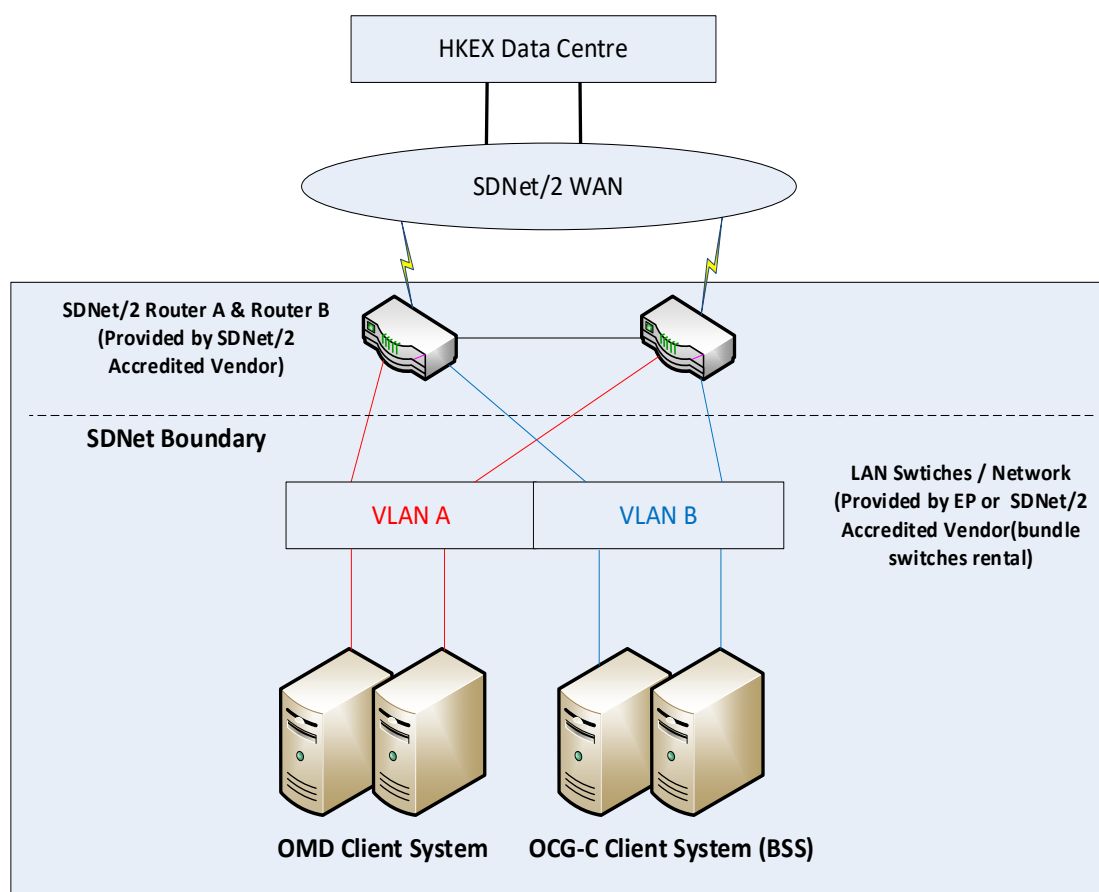 HKEX Data Centre
SDNet/2 WAN
SDNet/2 Router A & Router B
(Provided by SDNet/2
Accredited Vendor)
SDNet Boundary
LAN Swtiches / Network
(Provided by EP or SDNet/2
Accredited Vendor(bundle
switches rental)
VLAN A
VLAN B
OMD Client System
OCG-C Client System (BSS)